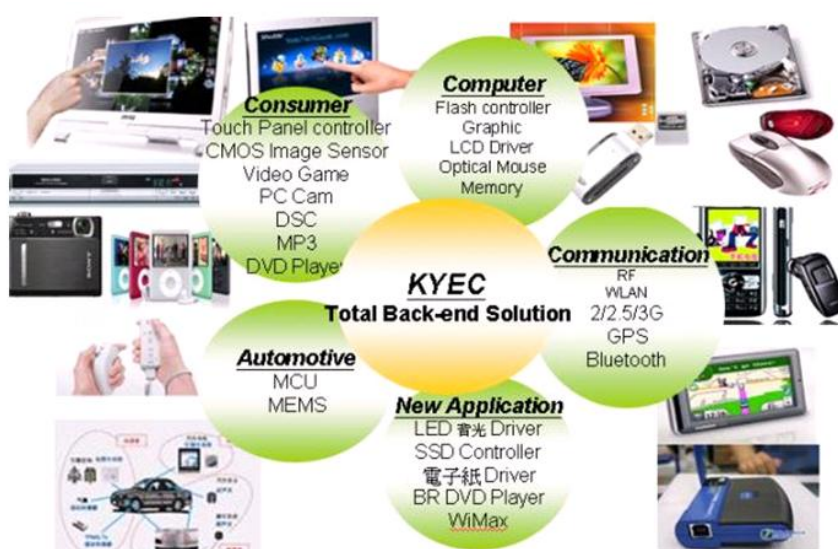 Consumer
Touch Panel controller
CMOS Image Sensor
Video Game
PC Cam
DSC
MP3
DVD Player
Computer
Flash controller
Graphic
LCD Driver
Optical Mouse
Memory
KYEC
Total Back-end Solution
Communication
RF
WLAN
2/2.5/3G
GPS
Bluetooth
Automotive
MCU
MEMS
New Application
LED 背光 Driver
SSD Controller
電子紙 Driver
BR DVD Player
WiMax
SONY